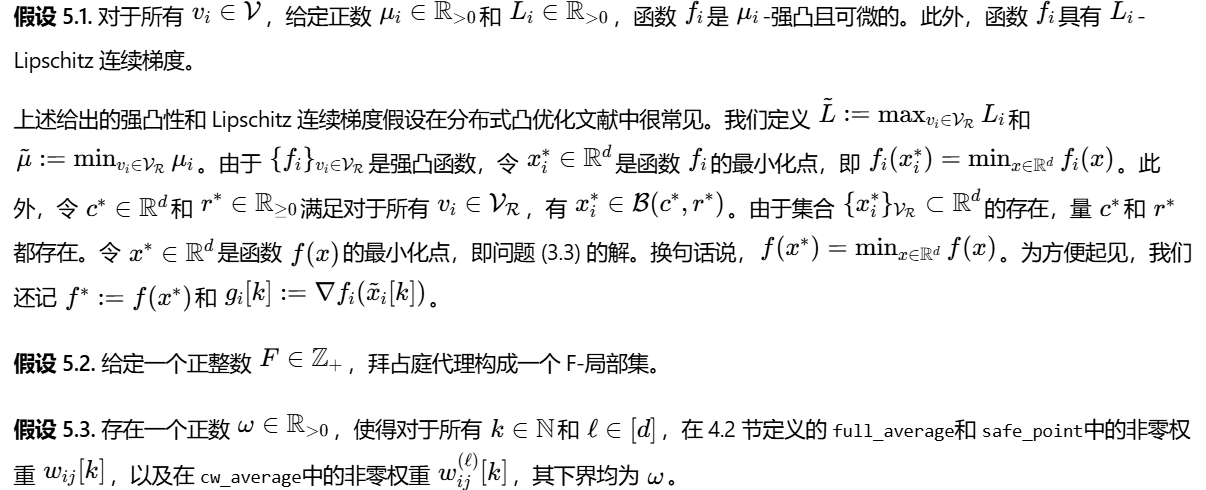 假设 5.1. 对于所有 $v_i \in \mathcal{V}$，给定正数 $\mu_i \in \mathbb{R}_{>0}$和 $L_i \in \mathbb{R}_{>0}$，函数 $f_i$是 $\mu_i$-强凸且可微的。此外，函数 $f_i$具有 $L_i$-
Lipschitz 连续梯度。
上述给出的强凸性和 Lipschitz 连续梯度假设在分布式凸优化文献中很常见。我们定义 $\tilde{L} := \max_{v_i \in \mathcal{V}_\mathcal{R}} L_i$和
$\tilde{\mu} := \min_{v_i \in \mathcal{V}_\mathcal{R}} \mu_i$。由于 $\{f_i\}_{v_i \in \mathcal{V}_\mathcal{R}}$是强凸函数，令 $x_i^* \in \mathbb{R}^d$是函数 $f_i$的最小化点，即 $f_i(x_i^*) = \min_{x \in \mathbb{R}^d} f_i(x)$。此
外，令 $c^* \in \mathbb{R}^d$和 $r^* \in \mathbb{R}_{\geq 0}$满足对于所有 $v_i \in \mathcal{V}_\mathcal{R}$，有 $x_i^* \in \mathcal{B}(c^*, r^*)$。由于集合 $\{x_i^*\}_{\mathcal{V}_\mathcal{R}} \subset \mathbb{R}^d$的存在，量 $c^*$和 $r^*$
都存在。令 $x^* \in \mathbb{R}^d$是函数 $f(x)$的最小化点，即问题 (3.3) 的解。换句话说，$f(x^*) = \min_{x \in \mathbb{R}^d} f(x)$。为方便起见，我们
还记 $f^* := f(x^*)$和 $g_i[k] := \nabla f_i(\tilde{x}_i[k])$。
假设 5.2. 给定一个正整数 $F \in \mathbb{Z}_+$，拜占庭代理构成一个 F-局部集。
假设 5.3. 存在一个正数 $\omega \in \mathbb{R}_{>0}$，使得对于所有 $k \in \mathbb{N}$和 $\ell \in [d]$，在 4.2 节定义的 full_average和 safe_point中的非零权
重 $w_{ij}[k]$，以及在 cw_average中的非零权重 $w_{ij}^{(\ell)}[k]$，其下界均为 $\omega$。